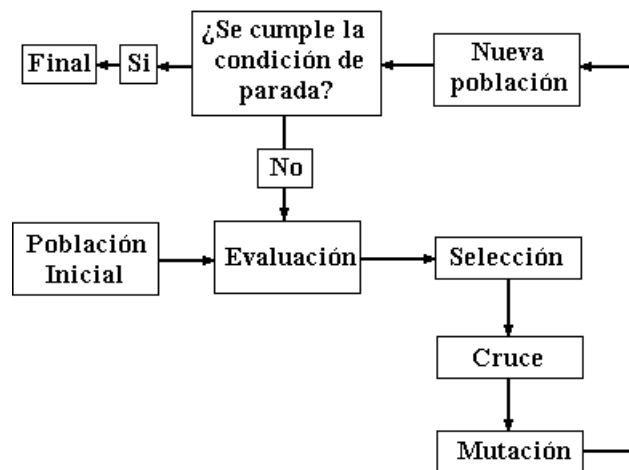 ¿Se cumple la
condición de
parada?
Final
Si
Nueva
población
No
Población
Inicial
Evaluación
Selección
Cruce
Mutación